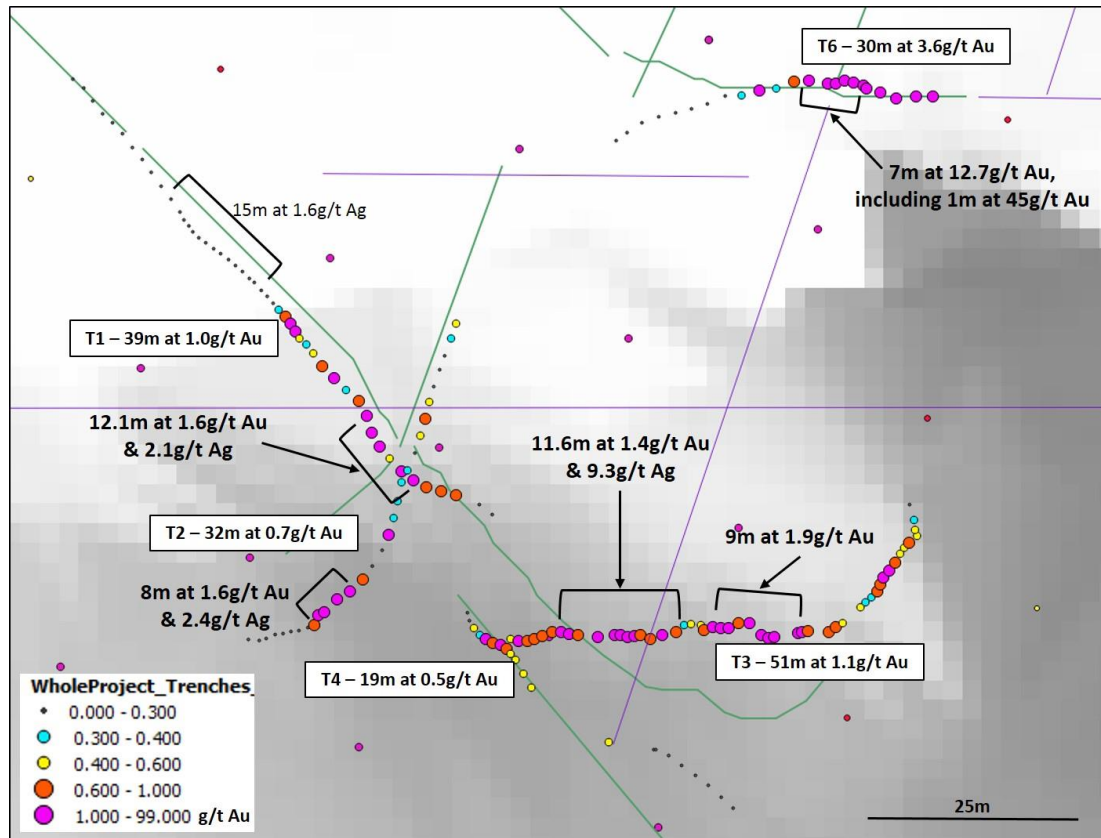 T6 – 30m at 3.6g/t Au
7m at 12.7g/t Au,
including 1m at 45g/t Au
15m at 1.6g/t Ag
T1 – 39m at 1.0g/t Au
12.1m at 1.6g/t Au
& 2.1g/t Ag
11.6m at 1.4g/t Au
& 9.3g/t Ag
T2 – 32m at 0.7g/t Au
9m at 1.9g/t Au
8m at 1.6g/t Au
& 2.4g/t Ag
T3 – 51m at 1.1g/t Au
T4 – 19m at 0.5g/t Au
WholeProject_Trenches_
0.000 - 0.300
0.300 - 0.400
0.400 - 0.600
0.600 - 1.000
1.000 - 99.000 g/t Au
25m